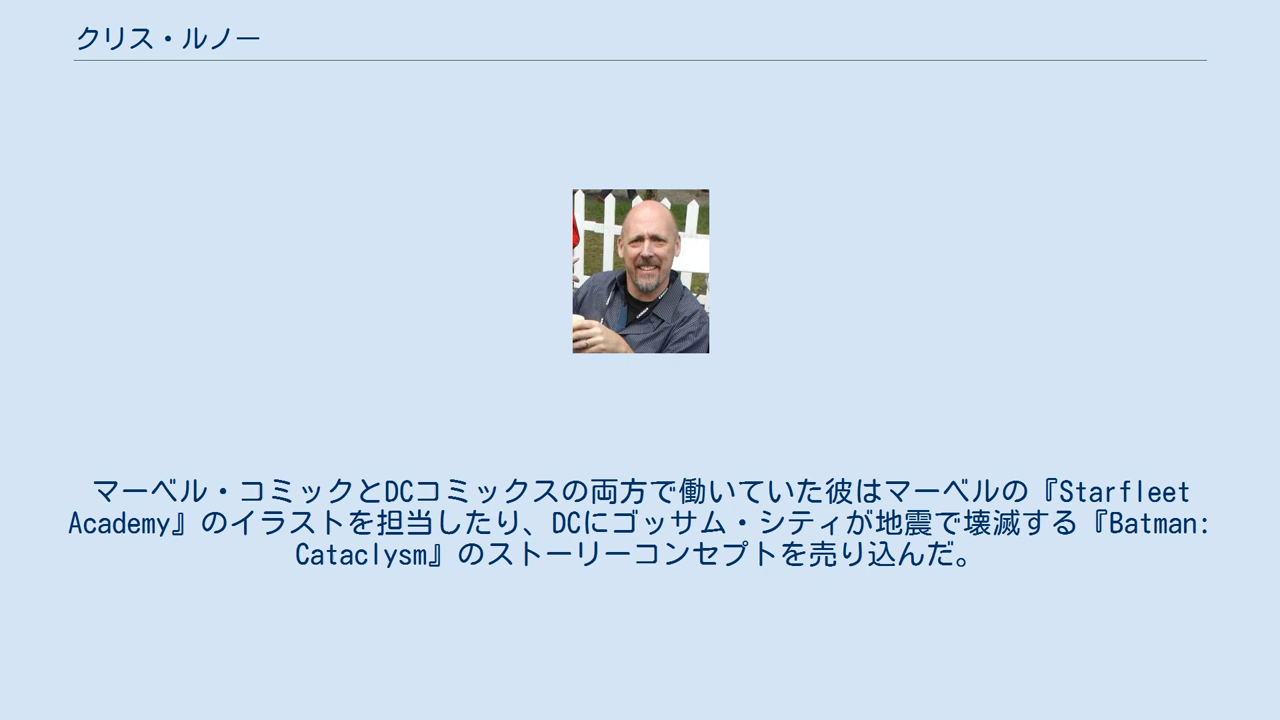 クリス・ルノー
マーベル・コミックとDCコミックスの両方で働いていた彼はマーベルの『Starfleet
Academy』のイラストを担当したり、DCにゴッサム・シティが地震で壊滅する『Batman:
Cataclysm』のストーリーコンセプトを売り込んだ。